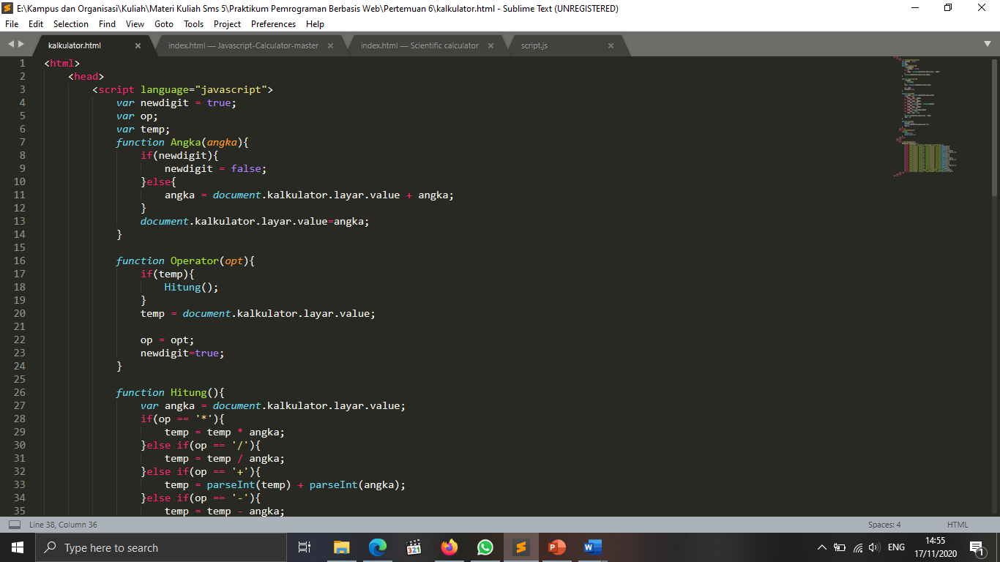 E:\Kampus dan Organisasi\Kuliah\Materi Kuliah Sms 5\Praktikum Pemrograman Berbasis Web\Pertemuan 6\kalkulator.html - Sublime Text (UNREGISTERED)
File Edit Selection Find View Goto Tools Project Preferences Help
kalkulator.html index.html — Javascript-Calculator-master index.html — Scientific calculator script.js
1 <html>
2 <head>
3 <script language="javascript">
4 var newdigit = true;
5 var op;
6 var temp;
7 function Angka(angka){
8 if(newdigit){
9 newdigit = false;
10 }else{
11 angka = document.kalkulator.layar.value + angka;
12 }
13 document.kalkulator.layar.value=angka;
14 }
15
16 function Operator(opt){
17 if(temp){
18 Hitung();
19 }
20 temp = document.kalkulator.layar.value;
21
22 op = opt;
23 newdigit=true;
24 }
25
26 function Hitung(){
27 var angka = document.kalkulator.layar.value;
28 if(op == '*'){
29 temp = temp * angka;
30 }else if(op == '/'){
31 temp = temp / angka;
32 }else if(op == '+'){
33 temp = parseInt(temp) + parseInt(angka);
34 }else if(op == '-'){
35 temp = temp - angka;
Line 38, Column 36 Spaces: 4 HTML
Type here to search 321 ENG 14:55
17/11/2020 1